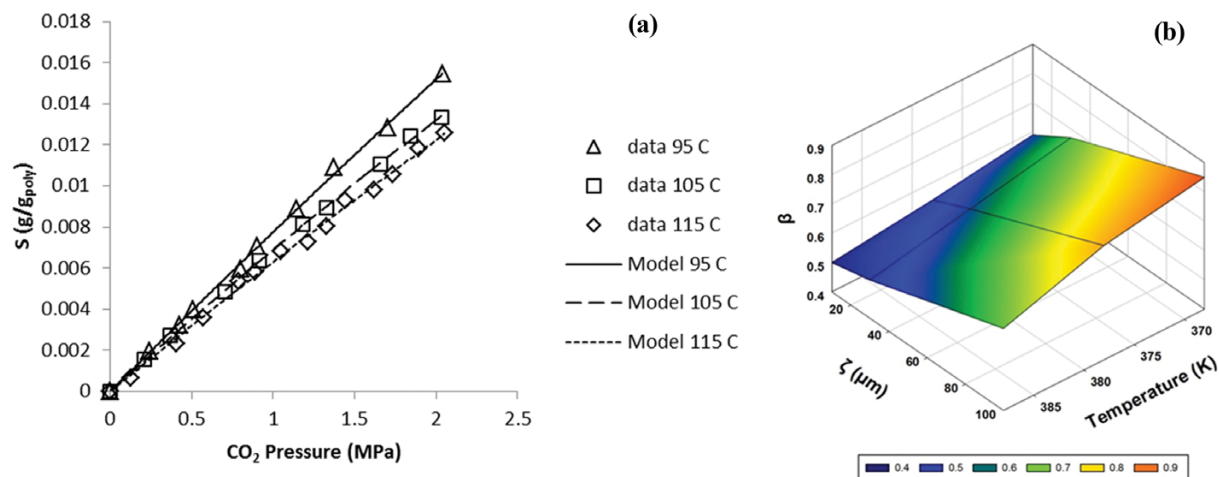 (a)
0.018
0.016
0.014
0.012
0.01
0.008
0.006
0.004
0.002
0
S (g/gpoly)
0 0.5 1 1.5 2 2.5
CO2 Pressure (MPa)
data 95 C
data 105 C
data 115 C
Model 95 C
Model 105 C
Model 115 C
(b)
0.9
0.8
0.7
0.6
0.5
0.4
β
20
40
60
80
100
ζ (μm)
370
375
380
385
Temperature (K)
0.4 0.5 0.6 0.7 0.8 0.9